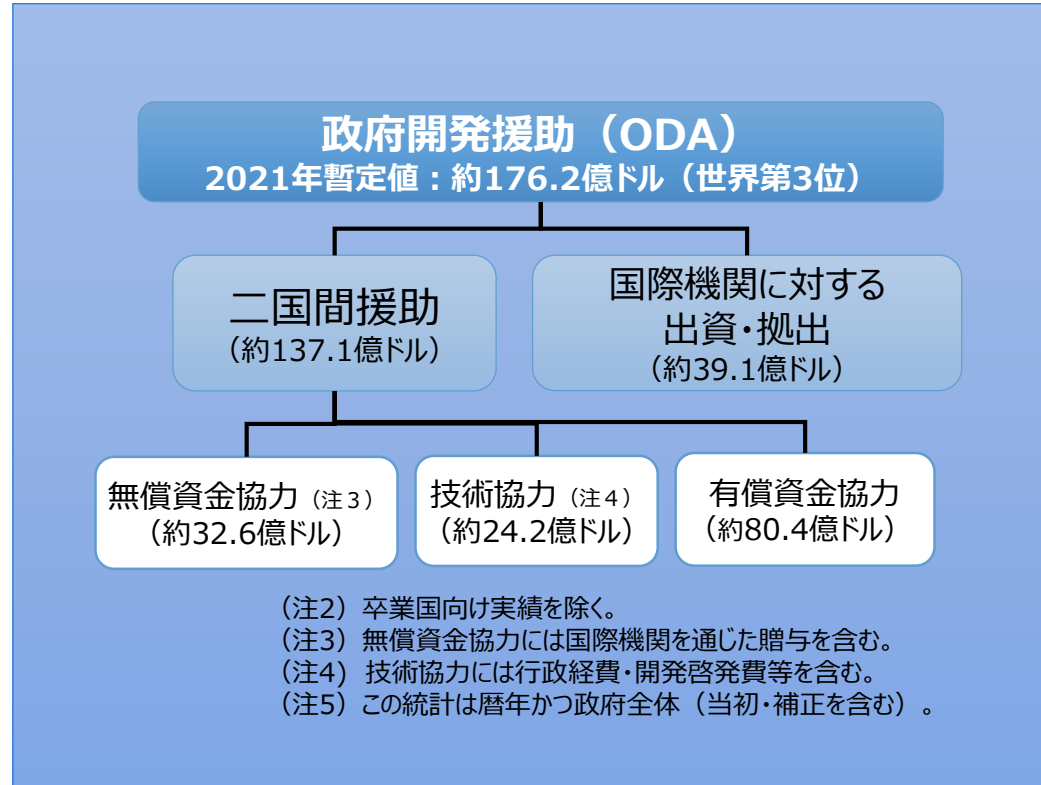 政府開発援助（ODA）
2021年暫定値：約176.2億ドル（世界第3位）
二国間援助
（約137.1億ドル）
国際機関に対する
出資・拠出
（約39.1億ドル）
無償資金協力（注３）
（約32.6億ドル）
技術協力（注４）
（約24.2億ドル）
有償資金協力
（約80.4億ドル）
（注2）卒業国向け実績を除く。
（注3）無償資金協力には国際機関を通じた贈与を含む。
（注4）技術協力には行政経費・開発啓発費等を含む。
（注5）この統計は暦年かつ政府全体（当初・補正を含む）。